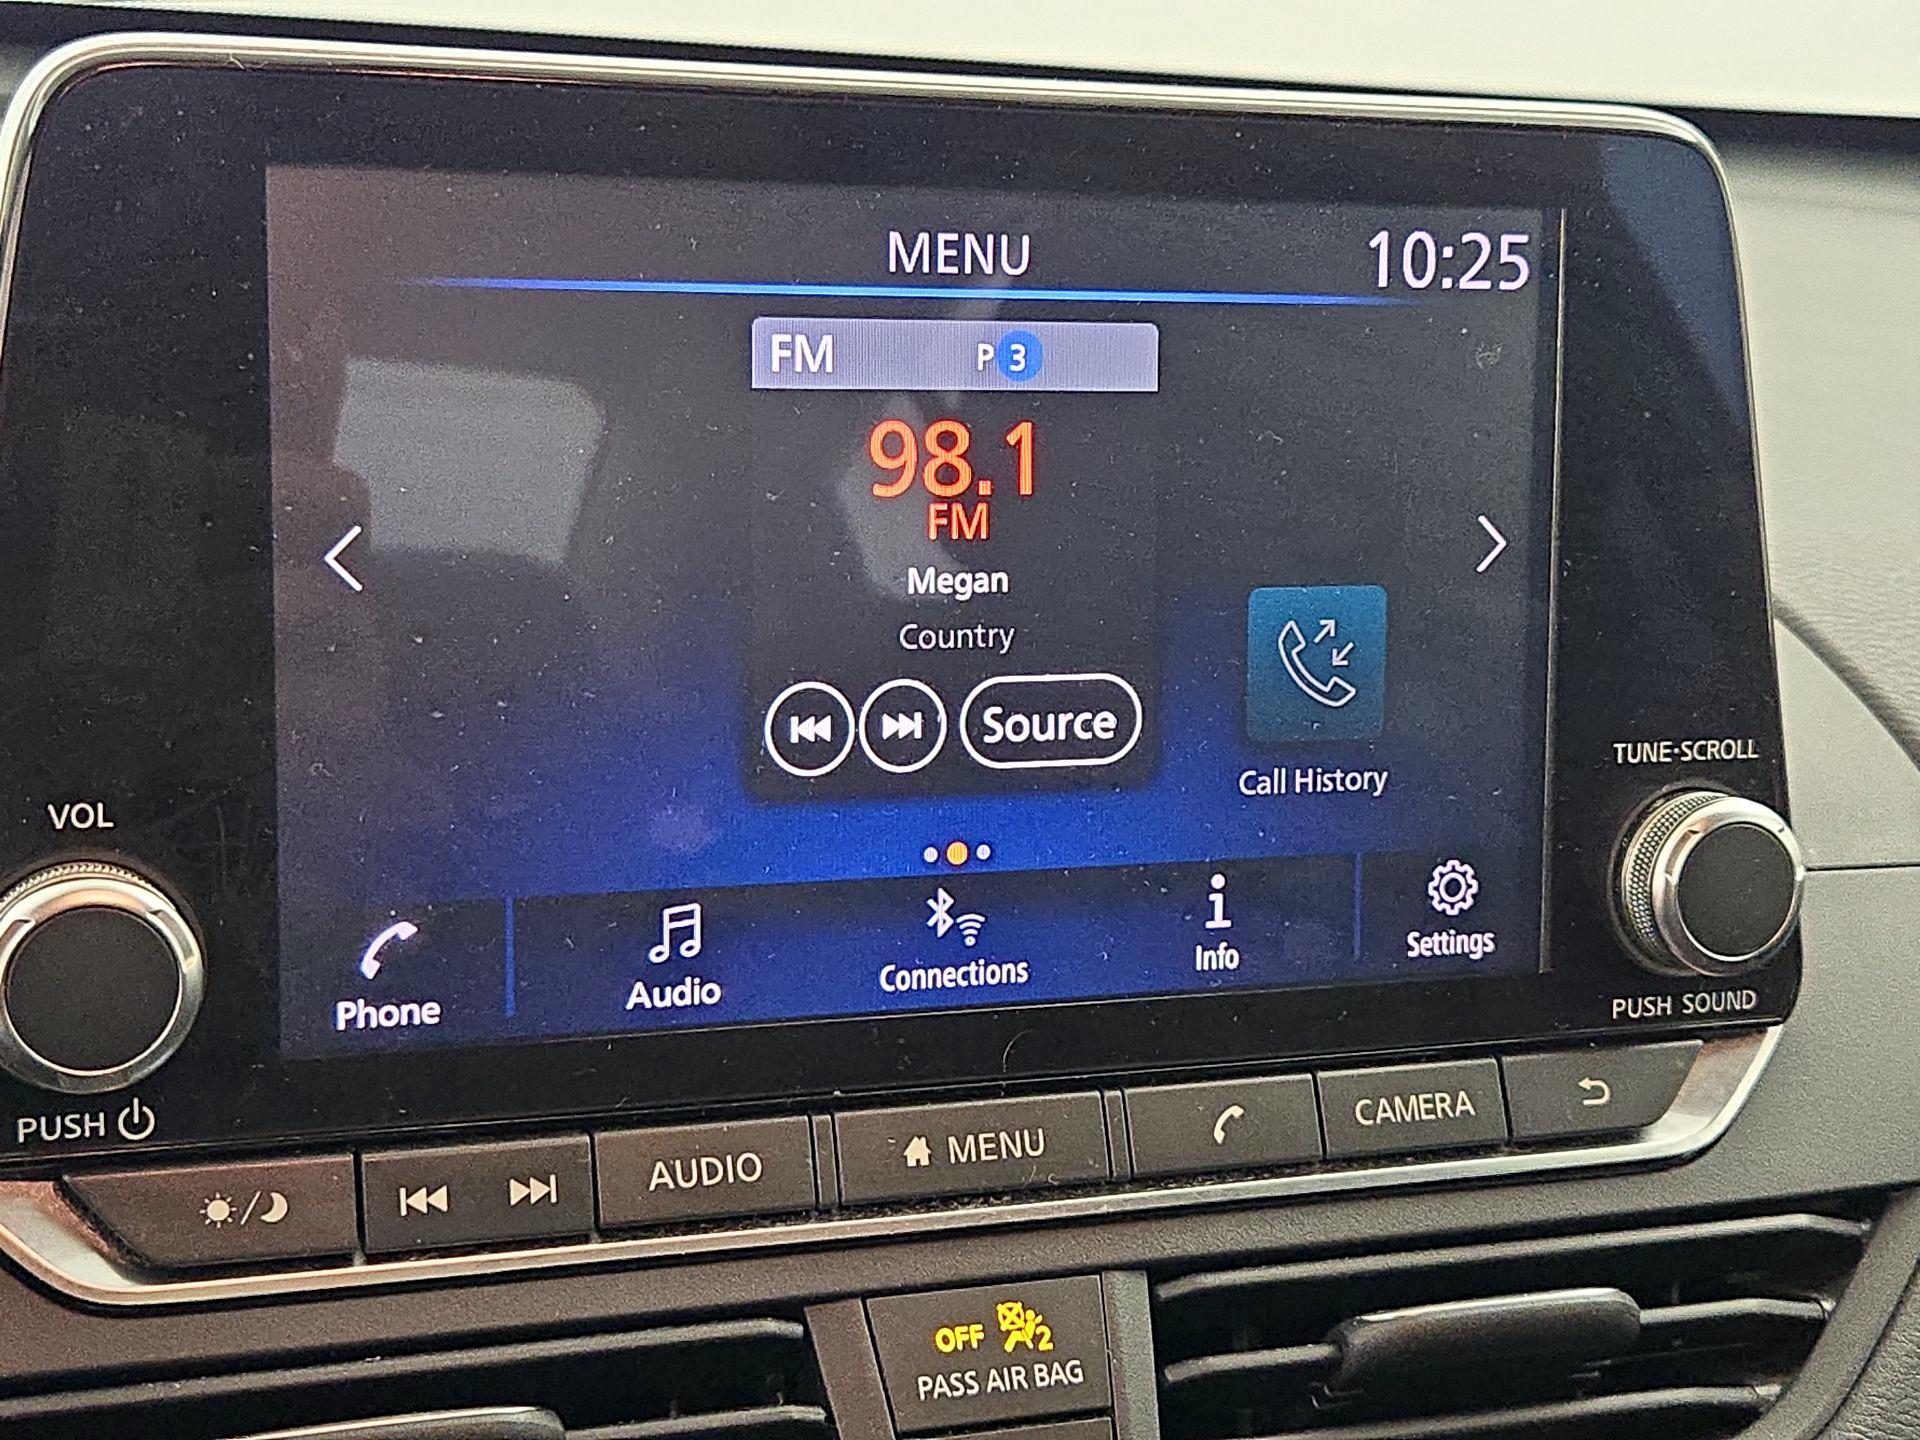 MENU
10:25
FM P 3
98.1
FM
Megan
Country
Source
Call History
Phone
Audio
Connections
Info
Settings
VOL
PUSH
TUNE·SCROLL
PUSH SOUND
AUDIO
MENU
CAMERA
OFF 2
PASS AIR BAG